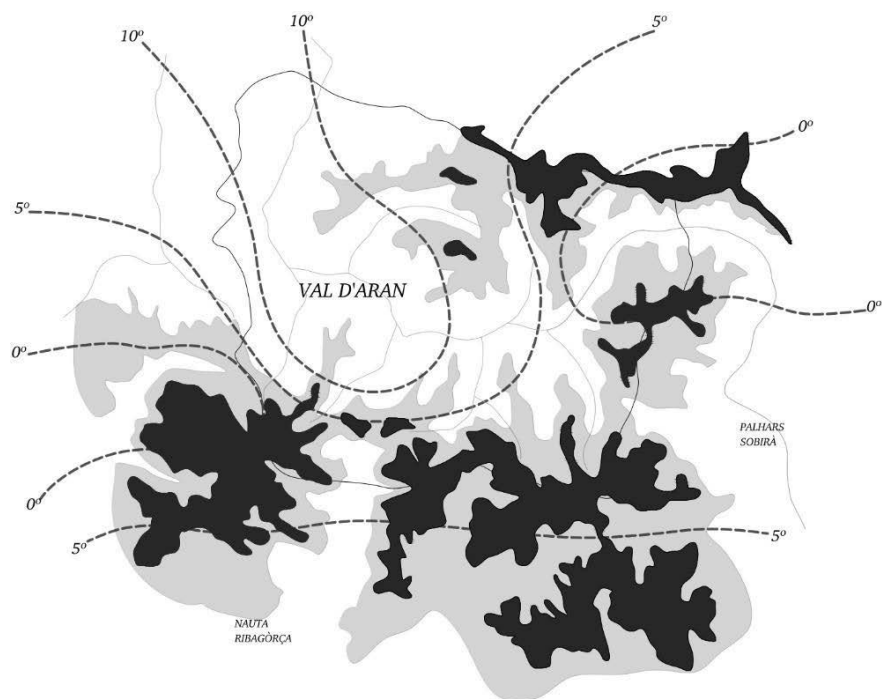 10º
10º
5º
0º
5º
VAL D'ARAN
0º
0º
PALHARS
SOBIRÀ
0º
5º
5º
NAUTA
RIBAGÒRÇA